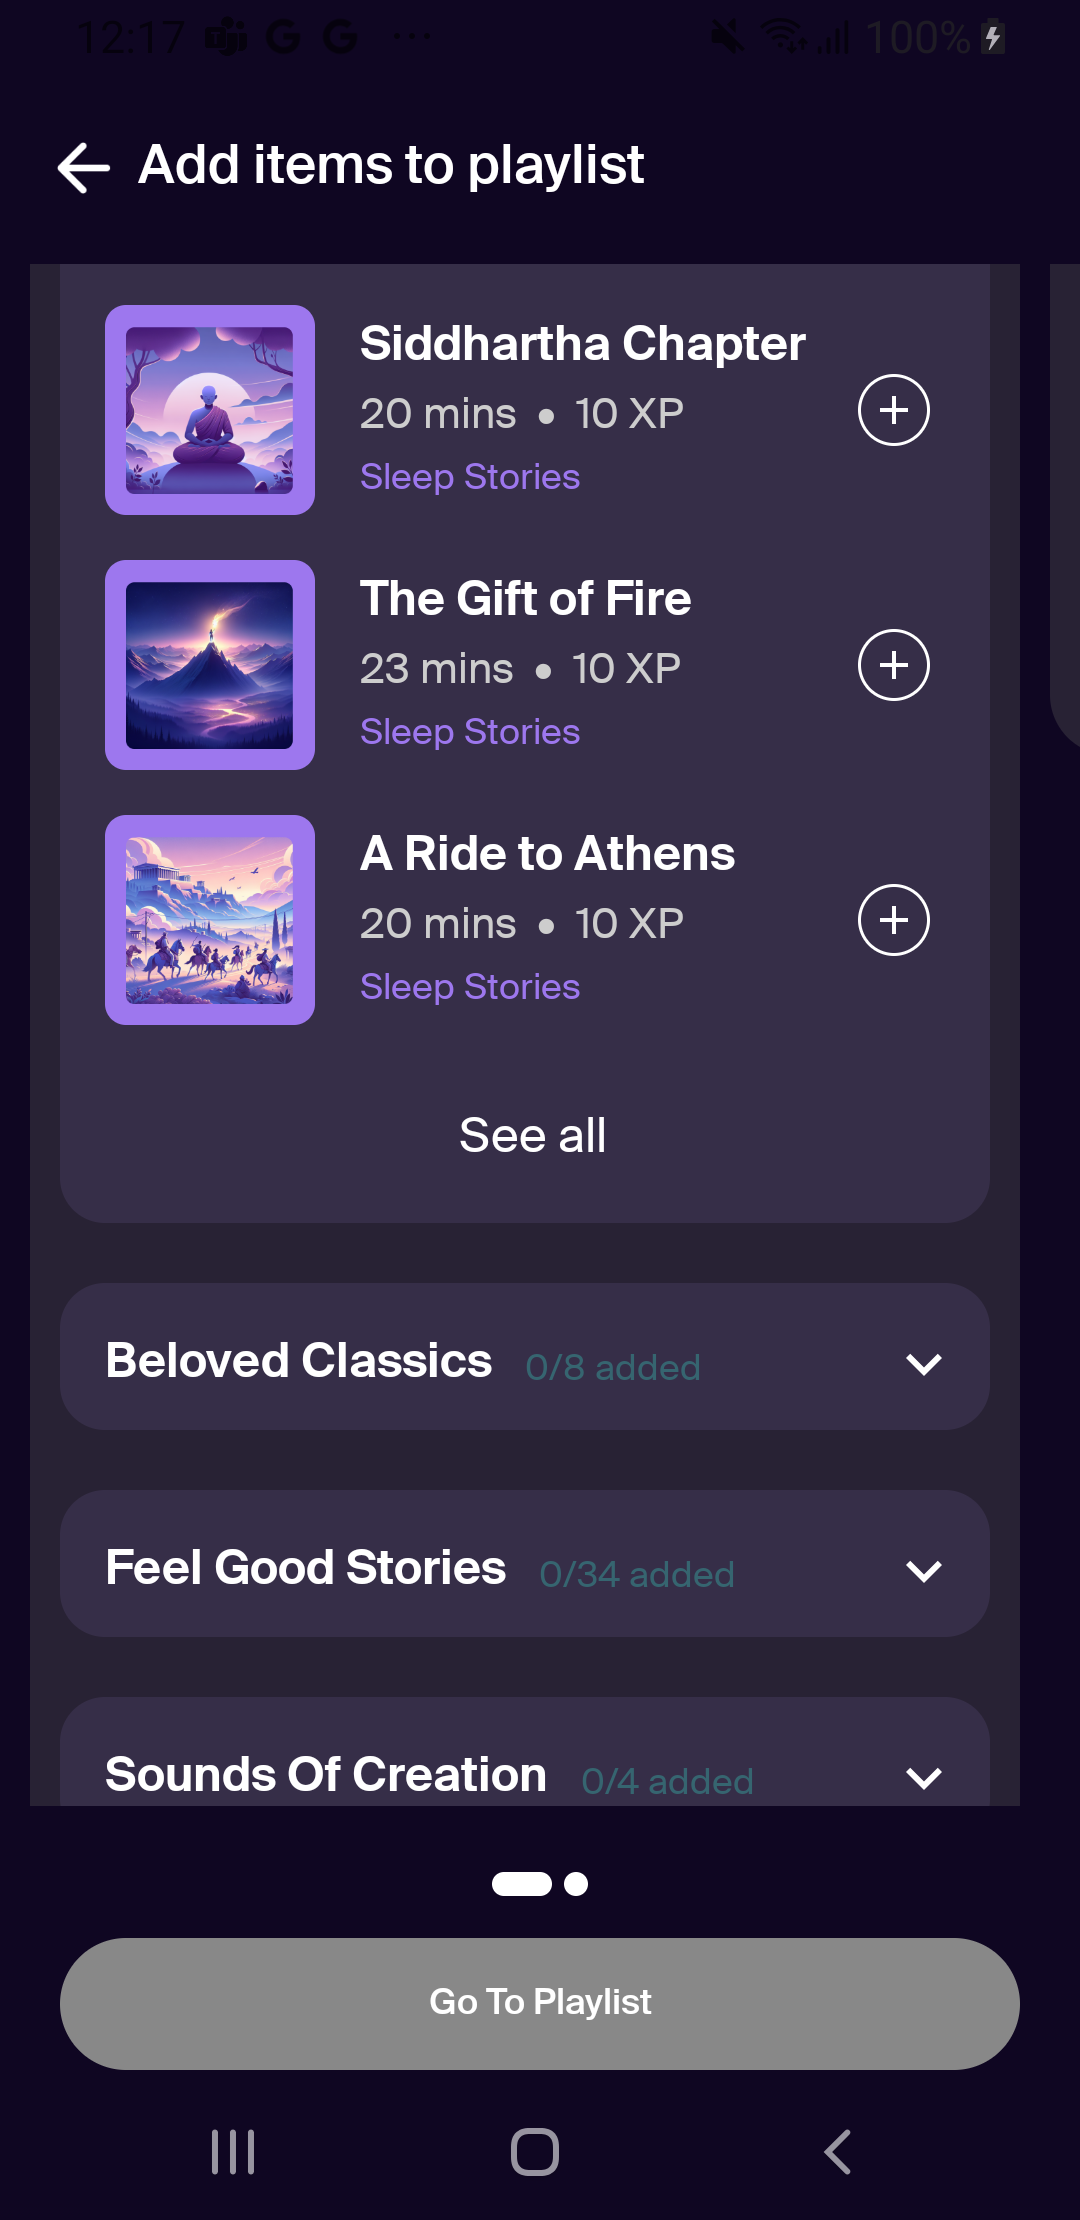 12:17 100%
Add items to playlist
Siddhartha Chapter
20 mins • 10 XP
Sleep Stories
The Gift of Fire
23 mins • 10 XP
Sleep Stories
A Ride to Athens
20 mins • 10 XP
Sleep Stories
See all
Beloved Classics 0/8 added
Feel Good Stories 0/34 added
Sounds Of Creation 0/4 added
Go To Playlist